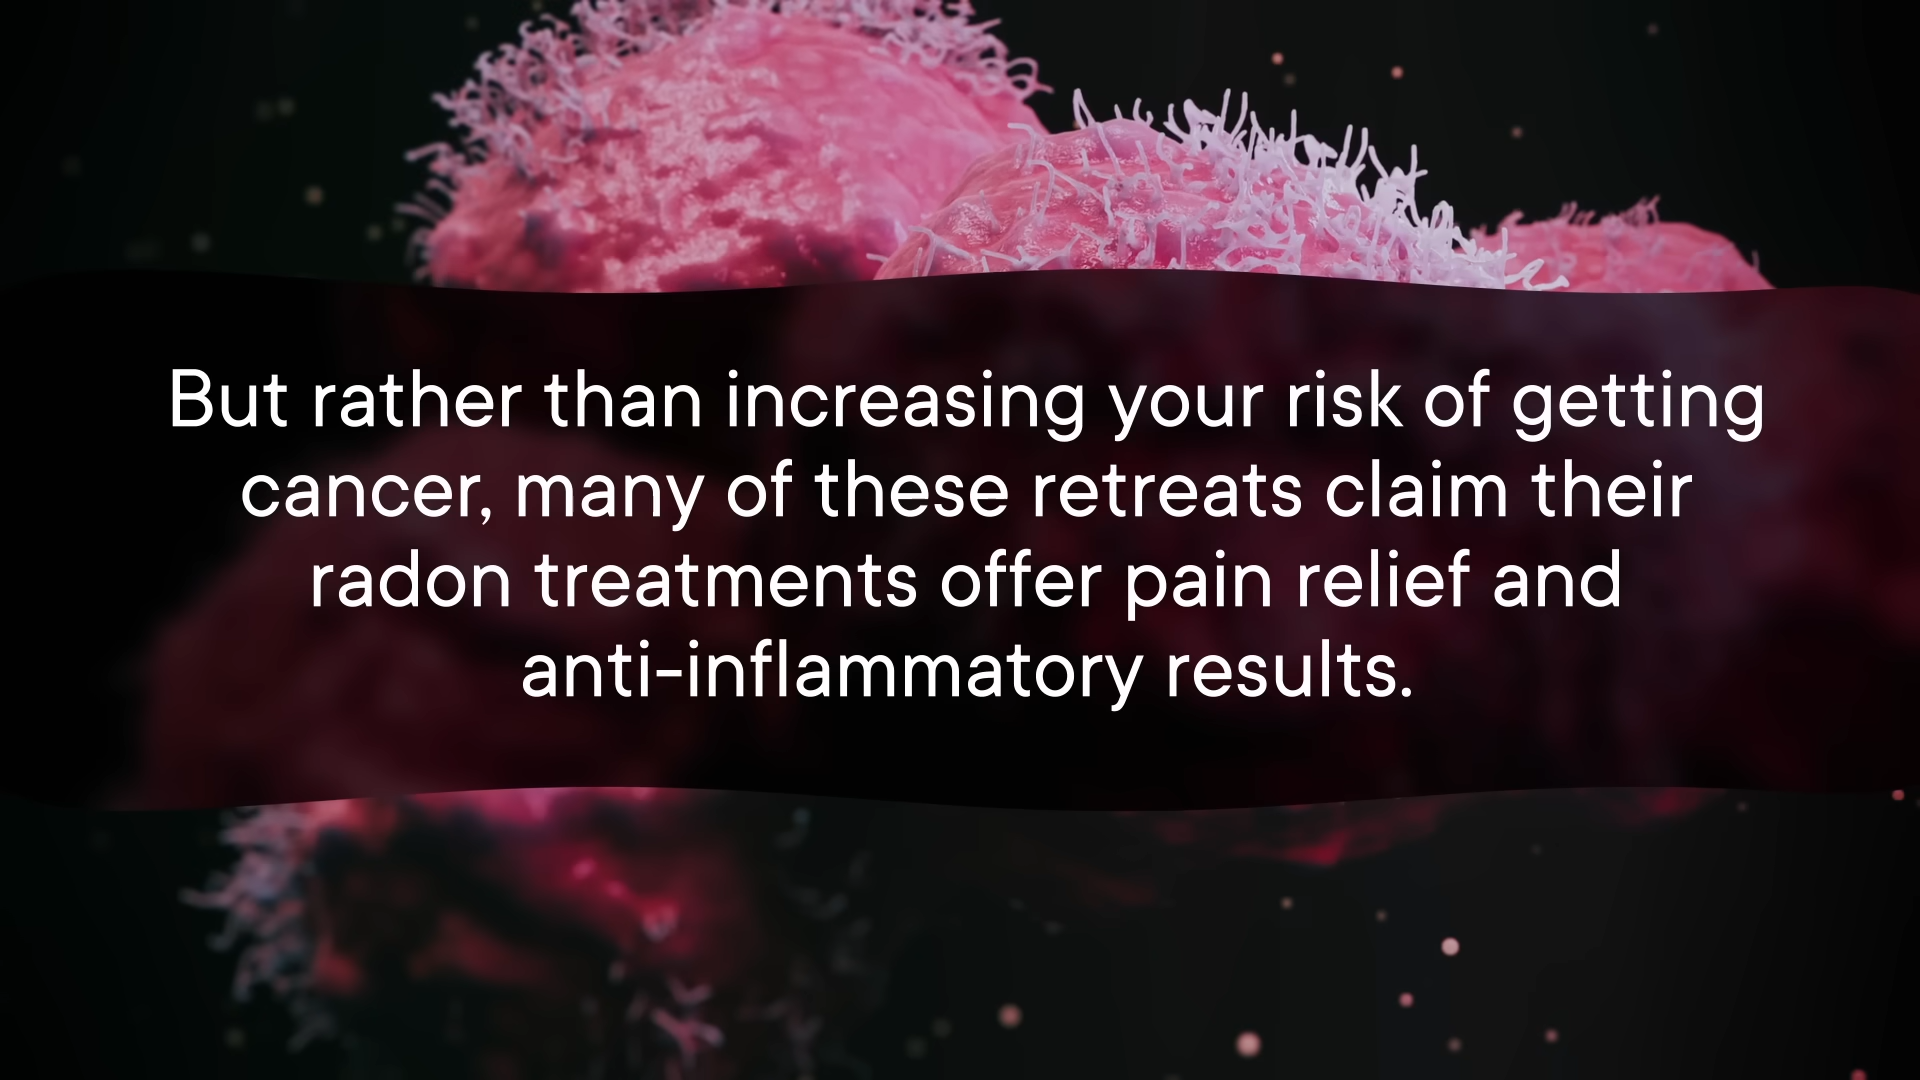 But rather than increasing your risk of getting
cancer, many of these retreats claim their
radon treatments offer pain relief and
anti-inflammatory results.